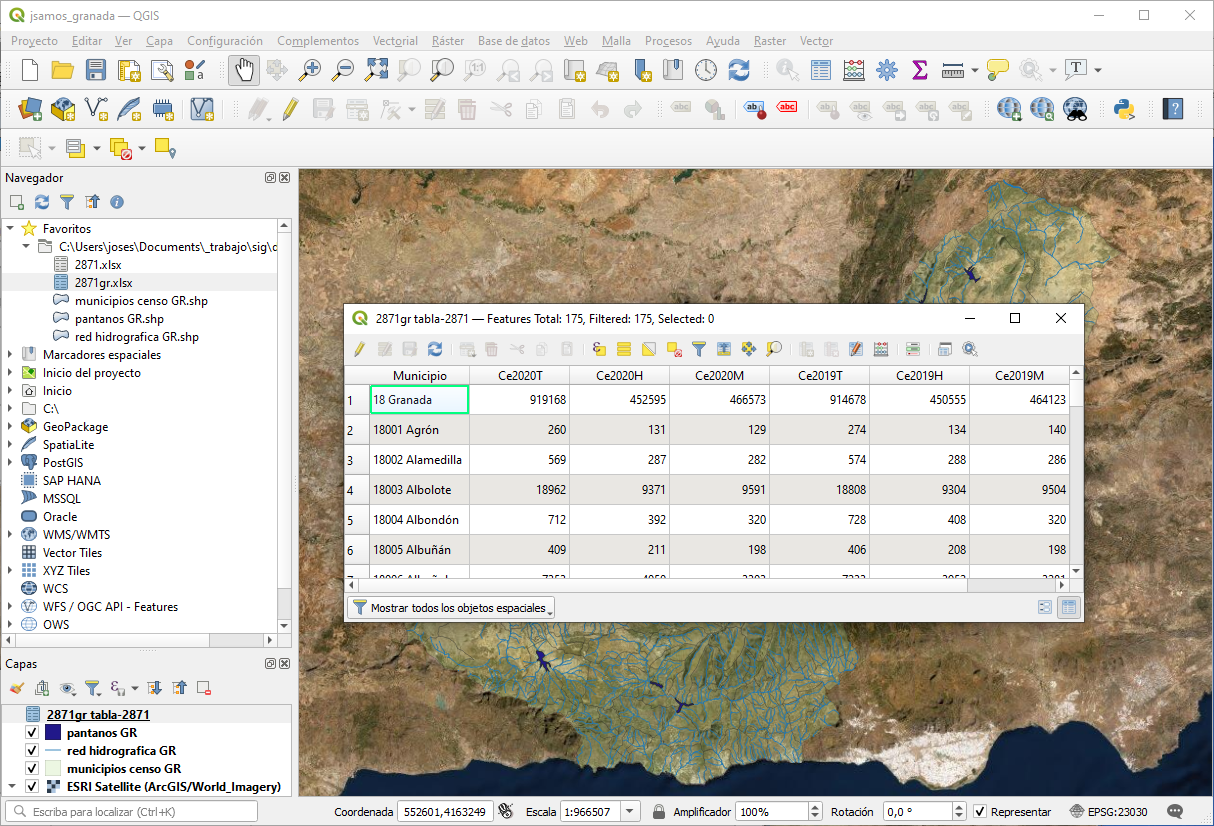 jsamos_granada — QGIS
Proyecto Editar Ver Capa Configuración Complementos Vectorial Ráster Base de datos Web Malla Procesos Ayuda Raster Vector
Navegador
Favoritos
C:\Users\joses\Documents\_trabajo\sig\c
2871.xlsx
2871gr.xlsx
municipios censo GR.shp
pantanos GR.shp
red hidrografica GR.shp
Marcadores espaciales
Inicio del proyecto
Inicio
C:\
GeoPackage
SpatiaLite
PostGIS
SAP HANA
MSSQL
Oracle
WMS/WMTS
Vector Tiles
XYZ Tiles
WCS
WFS / OGC API - Features
OWS
Capas
2871gr tabla-2871
pantanos GR
red hidrografica GR
municipios censo GR
ESRI Satellite (ArcGIS/World_Imagery)
2871gr tabla-2871 — Features Total: 175, Filtered: 175, Selected: 0
Municipio Ce2020T Ce2020H Ce2020M Ce2019T Ce2019H Ce2019M
1 18 Granada 919168 452595 466573 914678 450555 464123
2 18001 Agrón 260 131 129 274 134 140
3 18002 Alamedilla 569 287 282 574 288 286
4 18003 Albolote 18962 9371 9591 18808 9304 9504
5 18004 Albondón 712 392 320 728 408 320
6 18005 Albuñán 409 211 198 406 208 198
Mostrar todos los objetos espaciales
Escriba para localizar (Ctrl+K) Coordenada 552601,4163249 Escala 1:966507 Amplificador 100% Rotación 0,0 ° Representar EPSG:23030